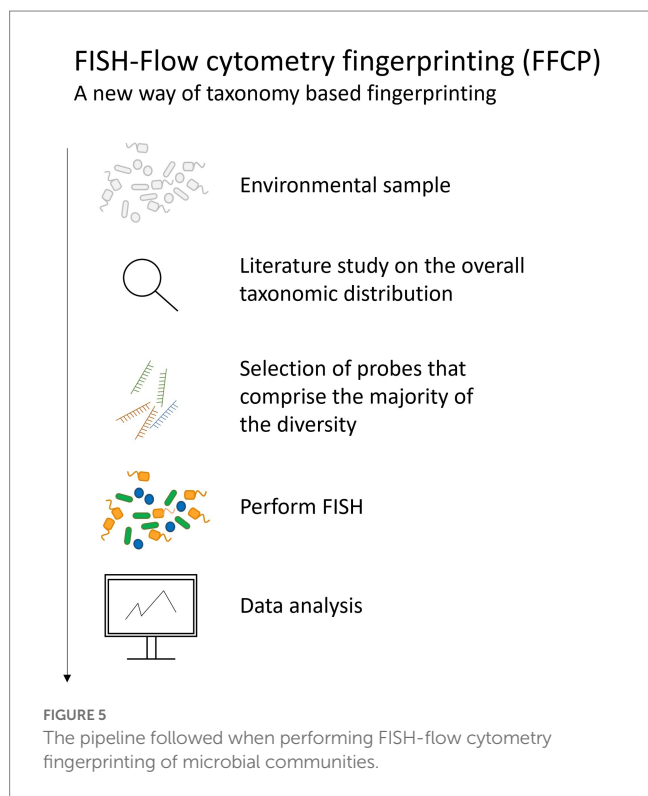 FISH-Flow cytometry fingerprinting (FFCP)
A new way of taxonomy based fingerprinting
Environmental sample
Literature study on the overall
taxonomic distribution
Selection of probes that
comprise the majority of
the diversity
Perform FISH
Data analysis
FIGURE 5
The pipeline followed when performing FISH-flow cytometry
fingerprinting of microbial communities.